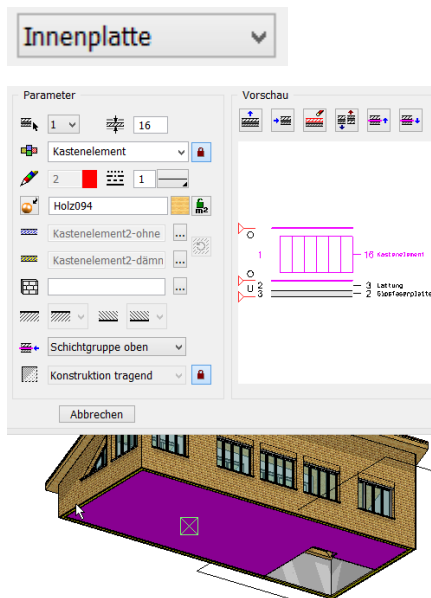 Innenplatte
Parameter
Vorschau
1
16
Kastenelement
2
1
Holz094
m2
Kastenelement2-ohne
...
Kastenelement2-dämn
...
...
Schichtgruppe oben
Konstruktion tragend
Abbrechen
O
1
16 Kastenelement
O
U 2
3 Lattung
3
2 Gipsfaserplatte